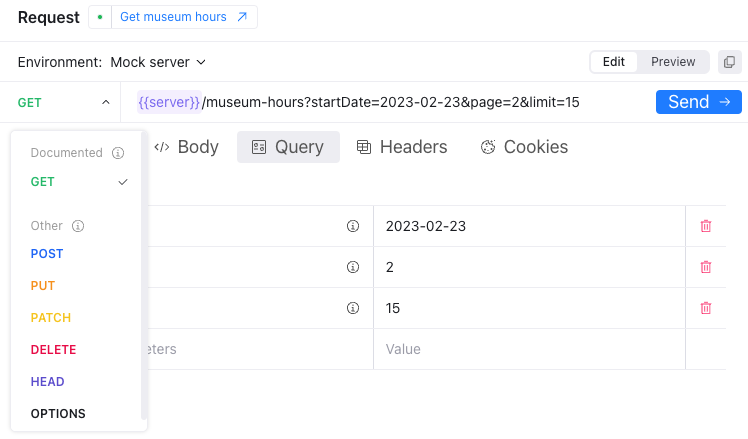 Request
Get museum hours
Environment: Mock server
Edit
Preview
GET
{{server}}/museum-hours?startDate=2023-02-23&page=2&limit=15
Send
Documented
GET
Other
POST
PUT
PATCH
DELETE
HEAD
OPTIONS
</> Body
Query
Headers
Cookies
2023-02-23
2
15
Value